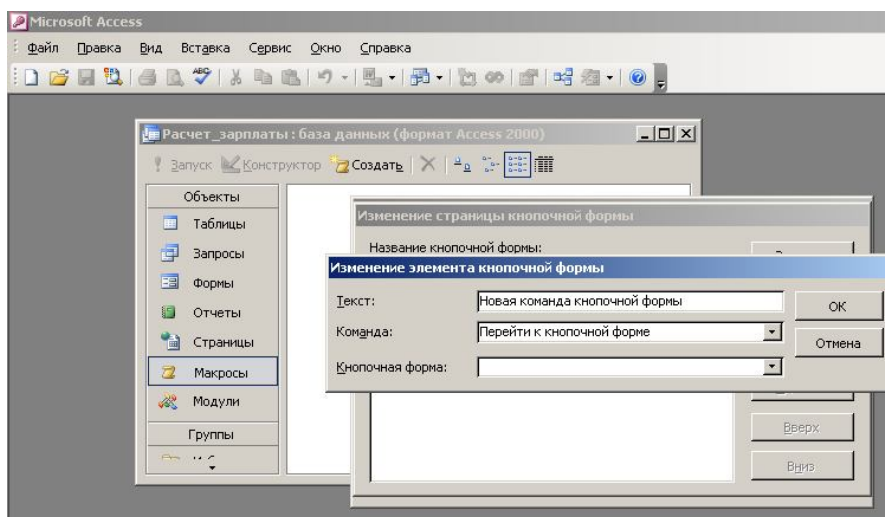 Microsoft Access
Файл Правка Вид Вставка Сервис Окно Справка
Расчет_зарплаты : база данных (формат Access 2000)
Запуск Конструктор Создать
Объекты
Таблицы
Запросы
Формы
Отчеты
Страницы
Макросы
Модули
Группы
Изменение страницы кнопочной формы
Название кнопочной формы:
Изменение элемента кнопочной формы
Текст: Новая команда кнопочной формы ОК
Команда: Перейти к кнопочной форме Отмена
Кнопочная форма:
Вверх
Вниз